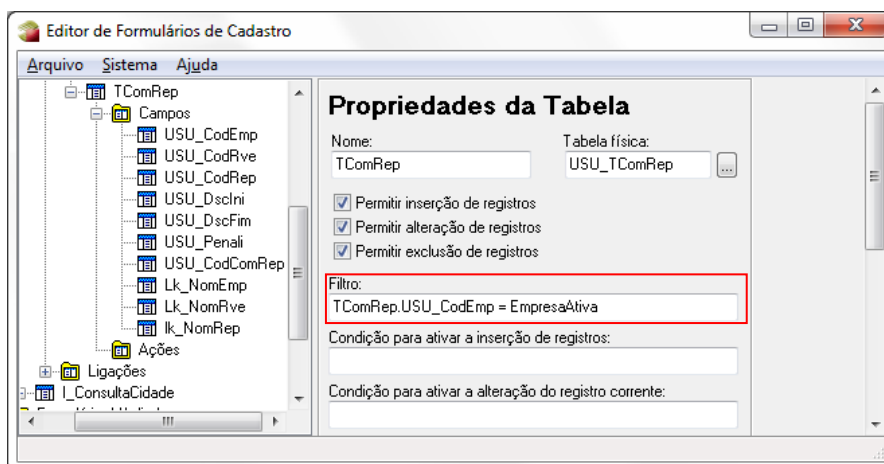 Editor de Formulários de Cadastro
Arquivo Sistema Ajuda
TComRep
Campos
USU_CodEmp
USU_CodRve
USU_CodRep
USU_DscIni
USU_DscFim
USU_Penali
USU_CodComRep
Lk_NomEmp
Lk_NomRve
lk_NomRep
Ações
Ligações
I_ConsultaCidade
Propriedades da Tabela
Nome: Tabela física:
TComRep USU_TComRep ...
Permitir inserção de registros
Permitir alteração de registros
Permitir exclusão de registros
Filtro:
TComRep.USU_CodEmp = EmpresaAtiva
Condição para ativar a inserção de registros:
Condição para ativar a alteração do registro corrente: